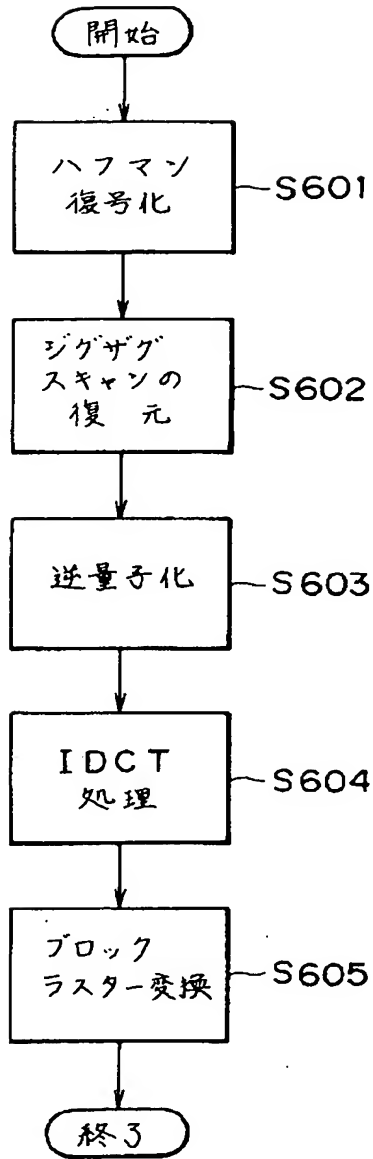 開始
ハフマン
復号化
S601
ジグザグ
スキャンの
復 元
S602
逆量子化
S603
IDCT
処理
S604
ブロック
ラスター変換
S605
終了